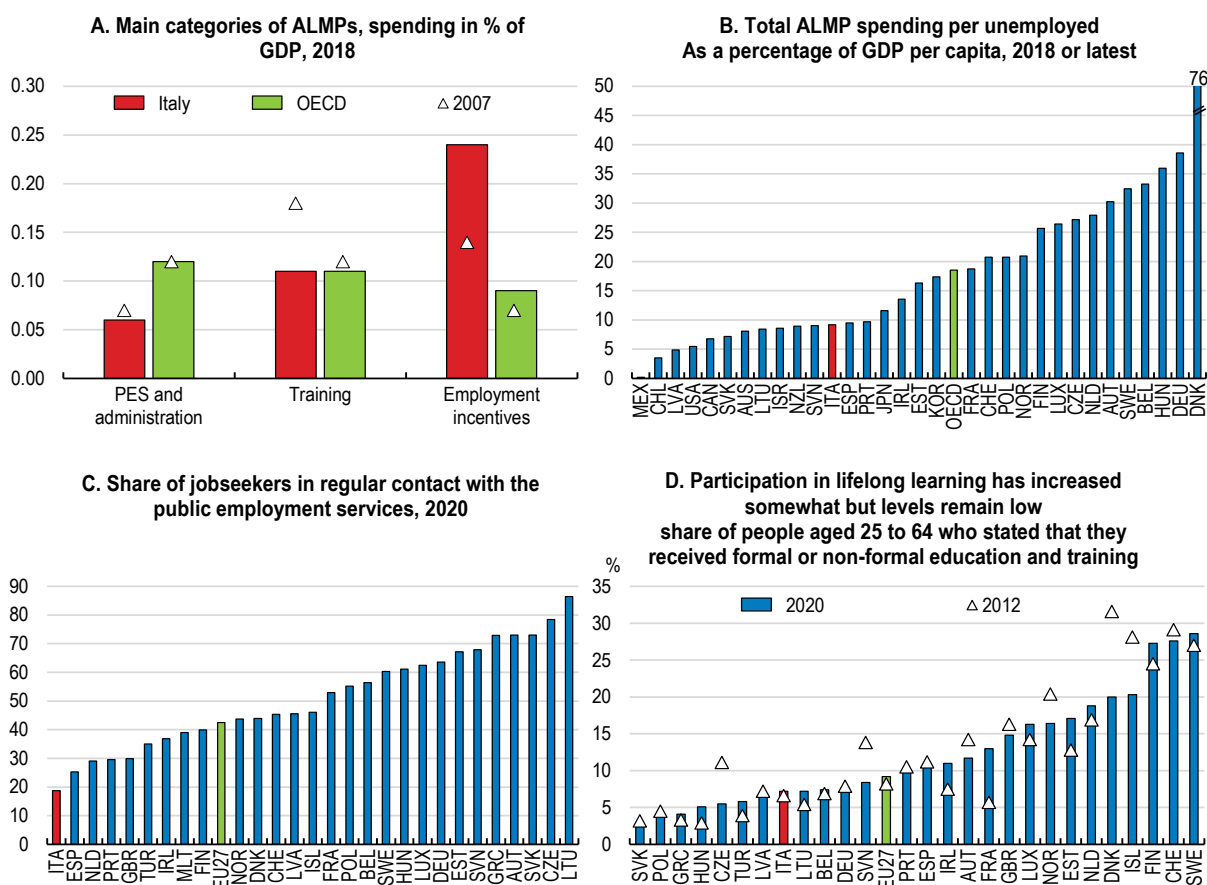 A. Main categories of ALMPs, spending in % of
GDP, 2018
0.30
0.25
0.20
0.15
0.10
0.05
0.00
Italy
OECD
2007
PES and
administration
Training
Employment
incentives
B. Total ALMP spending per unemployed
As a percentage of GDP per capita, 2018 or latest
76
50
45
40
35
30
25
20
15
10
5
0
MEX
CHL
LVA
USA
CAN
SVK
AUS
LTU
ISR
NZL
SVN
ITA
ESP
PRT
JPN
IRL
EST
KOR
OECD
FRA
CHE
POL
NOR
FIN
LUX
CZE
NLD
AUT
SWE
BEL
HUN
DEU
DNK
C. Share of jobseekers in regular contact with the
public employment services, 2020
90
80
70
60
50
40
30
20
10
0
ITA
ESP
NLD
PRT
GBR
TUR
IRL
MLT
FIN
EU27
NOR
DNK
CHE
LVA
ISL
FRA
POL
BEL
SWE
HUN
LUX
DEU
EST
SVN
GRC
AUT
SVK
CZE
LTU
D. Participation in lifelong learning has increased
somewhat but levels remain low
share of people aged 25 to 64 who stated that they
received formal or non-formal education and training
%
35
30
25
20
15
10
5
0
2020
2012
SVK
POL
GRC
HUN
CZE
TUR
LVA
ITA
LTU
BEL
DEU
SVN
EU27
PRT
ESP
IRL
AUT
FRA
GBR
LUX
NOR
EST
NLD
DNK
ISL
FIN
CHE
SWE